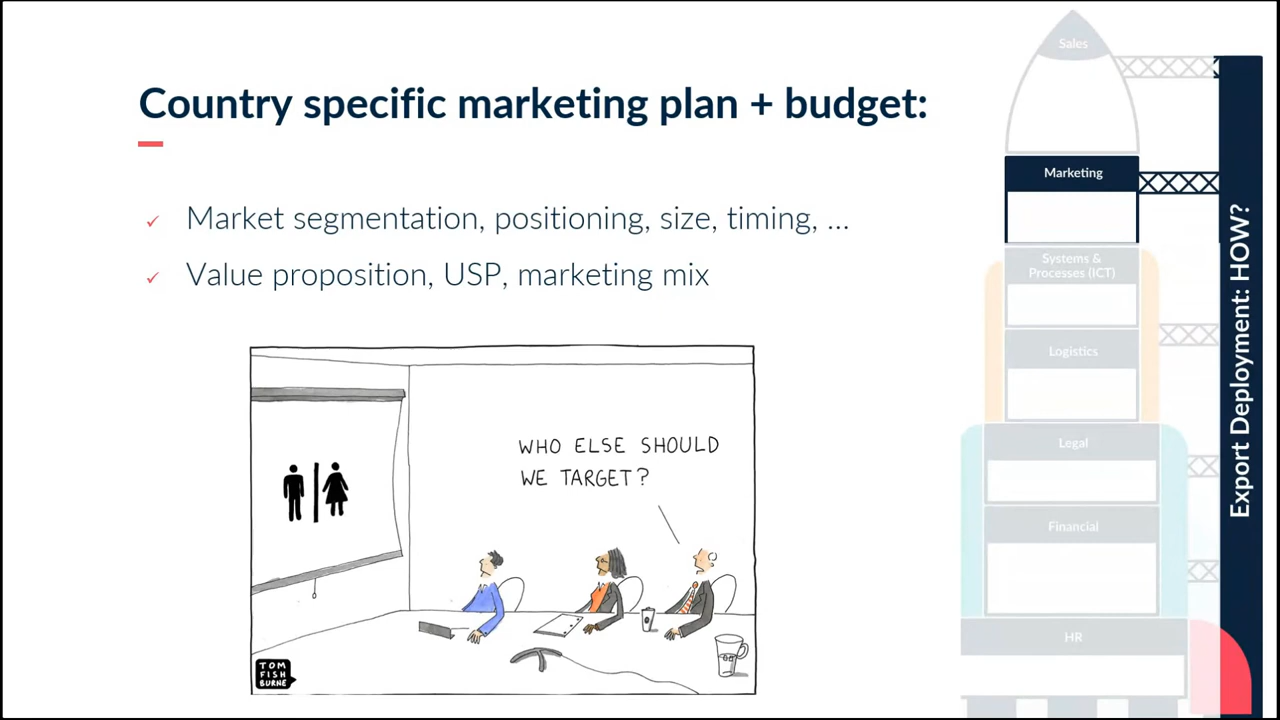 Country specific marketing plan + budget:
Market segmentation, positioning, size, timing, ...
Value proposition, USP, marketing mix
WHO ELSE SHOULD
WE TARGET?
TOM
FISH
BURNE
Sales
Marketing
Systems &
Processes (ICT)
Logistics
Legal
Financial
HR
Export Deployment: HOW?